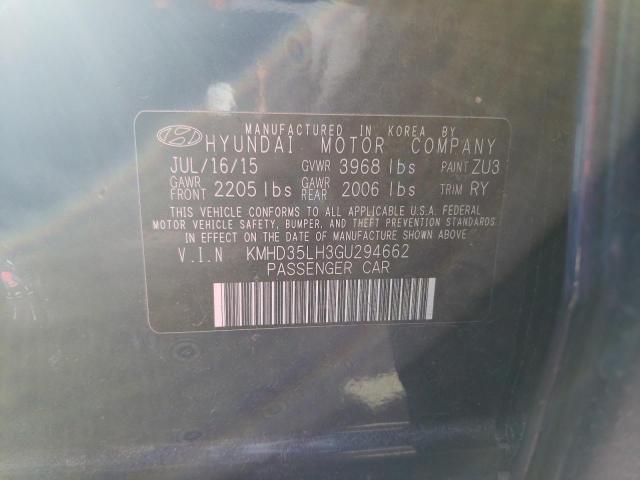 MANUFACTURED IN KOREA BY
HYUNDAI MOTOR COMPANY
JUL/16/15 GVWR 3968 lbs PAINT ZU3
GAWR FRONT 2205 lbs GAWR REAR 2006 lbs TRIM RY
THIS VEHICLE CONFORMS TO ALL APPLICABLE U.S.A. FEDERAL
MOTOR VEHICLE SAFETY, BUMPER, AND THEFT PREVENTION STANDARDS
IN EFFECT ON THE DATE OF MANUFACTURE SHOWN ABOVE.
V.I.N KMHD35LH3GU294662
PASSENGER CAR